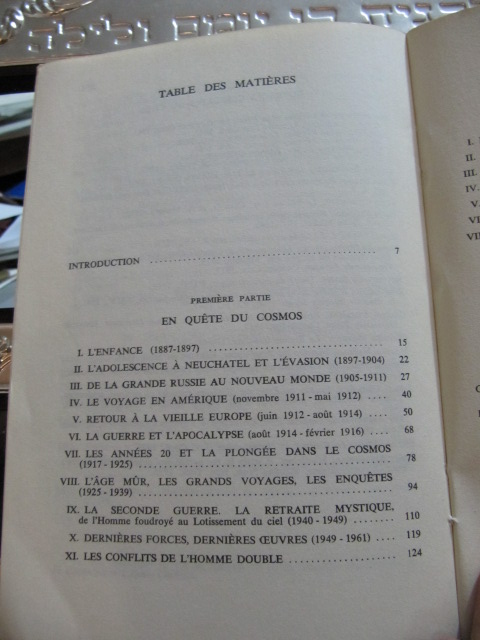 TABLE DES MATIÈRES
INTRODUCTION ........................................ 7
PREMIÈRE PARTIE
EN QUÊTE DU COSMOS
I. L'ENFANCE (1887-1897) ................................ 15
II. L'ADOLESCENCE À NEUCHATEL ET L'ÉVASION (1897-1904) 22
III. DE LA GRANDE RUSSIE AU NOUVEAU MONDE (1905-1911) 27
IV. LE VOYAGE EN AMÉRIQUE (novembre 1911 - mai 1912) .... 40
V. RETOUR À LA VIEILLE EUROPE (juin 1912 - août 1914) .... 50
VI. LA GUERRE ET L'APOCALYPSE (août 1914 - février 1916) .... 68
VII. LES ANNÉES 20 ET LA PLONGÉE DANS LE COSMOS
(1917 - 1925) ........................................ 78
VIII. L'ÂGE MÛR, LES GRANDS VOYAGES, LES ENQUÊTES
(1925 - 1939) ........................................ 94
IX. LA SECONDE GUERRE. LA RETRAITE MYSTIQUE,
de l'Homme foudroyé au Lotissement du ciel (1940 - 1949) .... 110
X. DERNIÈRES FORCES, DERNIÈRES ŒUVRES (1949 - 1961) .... 119
XI. LES CONFLITS DE L'HOMME DOUBLE .................... 124
I.
II.
III.
IV.
V.
VI
VII